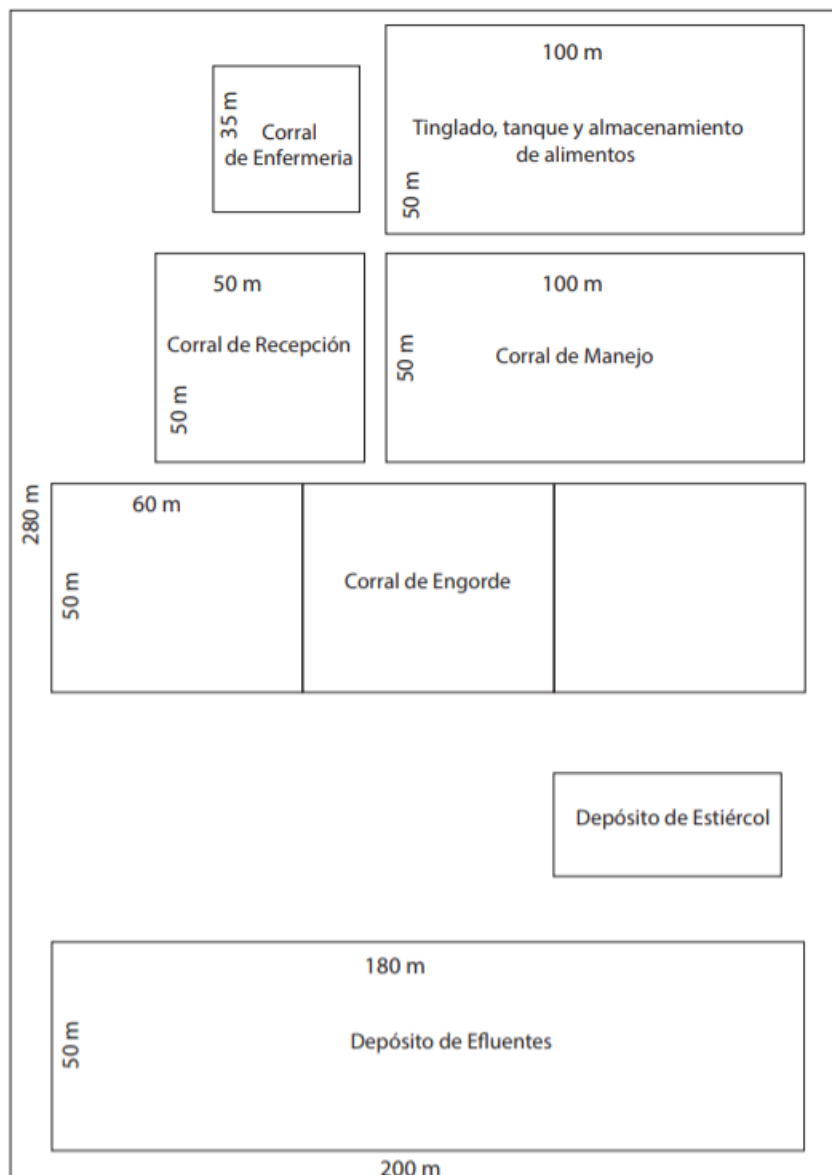 35 m
Corral
de Enfermeria
100 m
Tinglado, tanque y almacenamiento
de alimentos
50 m
50 m
Corral de Recepción
50 m
100 m
Corral de Manejo
50 m
280 m
60 m
50 m
Corral de Engorde
Depósito de Estiércol
180 m
50 m
Depósito de Efluentes
200 m